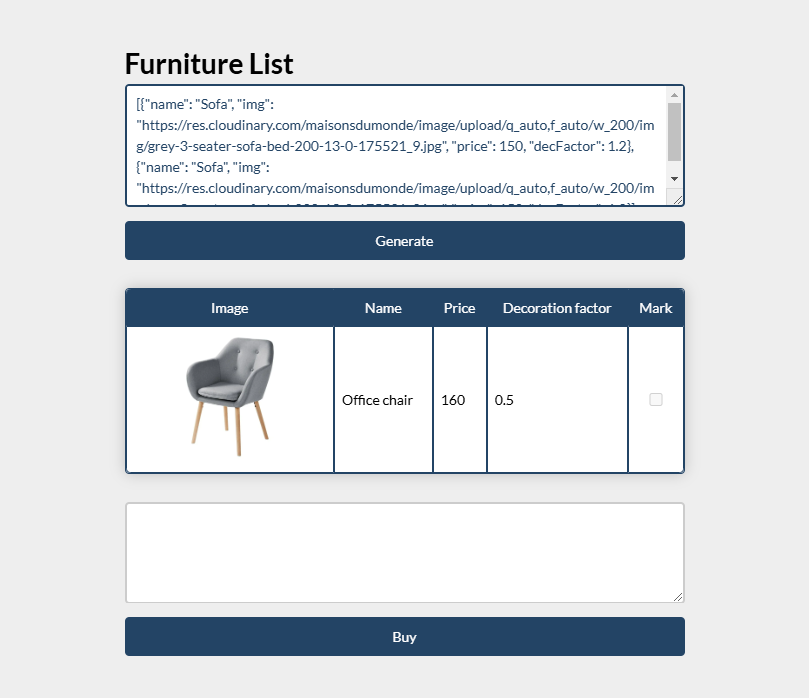 Furniture List
[{"name": "Sofa", "img":
"https://res.cloudinary.com/maisonsdumonde/image/upload/q_auto,f_auto/w_200/im
g/grey-3-seater-sofa-bed-200-13-0-175521_9.jpg", "price": 150, "decFactor": 1.2},
{"name": "Sofa", "img":
"https://res.cloudinary.com/maisonsdumonde/image/upload/q_auto,f_auto/w_200/im
Generate
Image Name Price Decoration factor Mark
Office chair 160 0.5
Buy